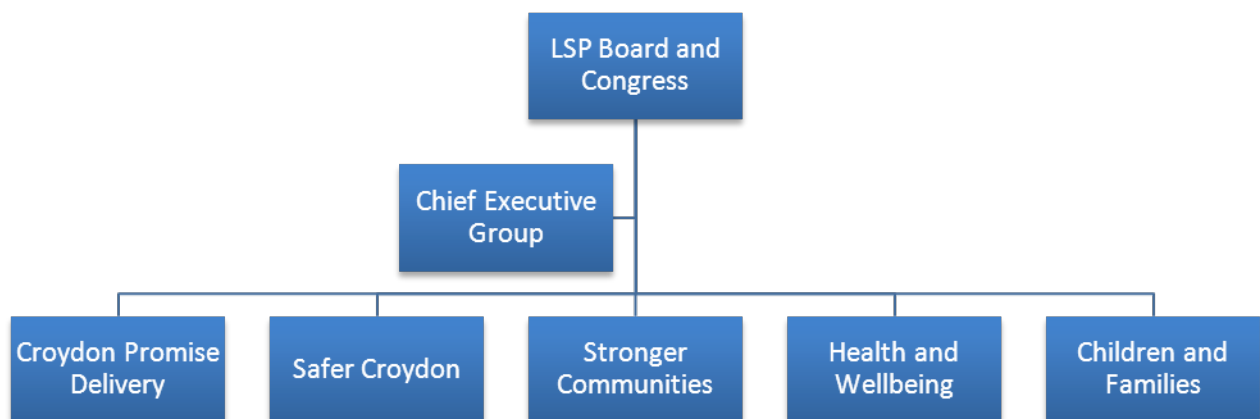 LSP Board and
Congress
Chief Executive
Group
Croydon Promise
Delivery
Safer Croydon
Stronger
Communities
Health and
Wellbeing
Children and
Families